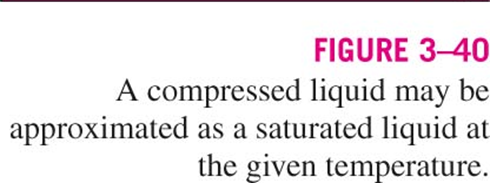 FIGURE 3–40
A compressed liquid may be
approximated as a saturated liquid at
the given temperature.